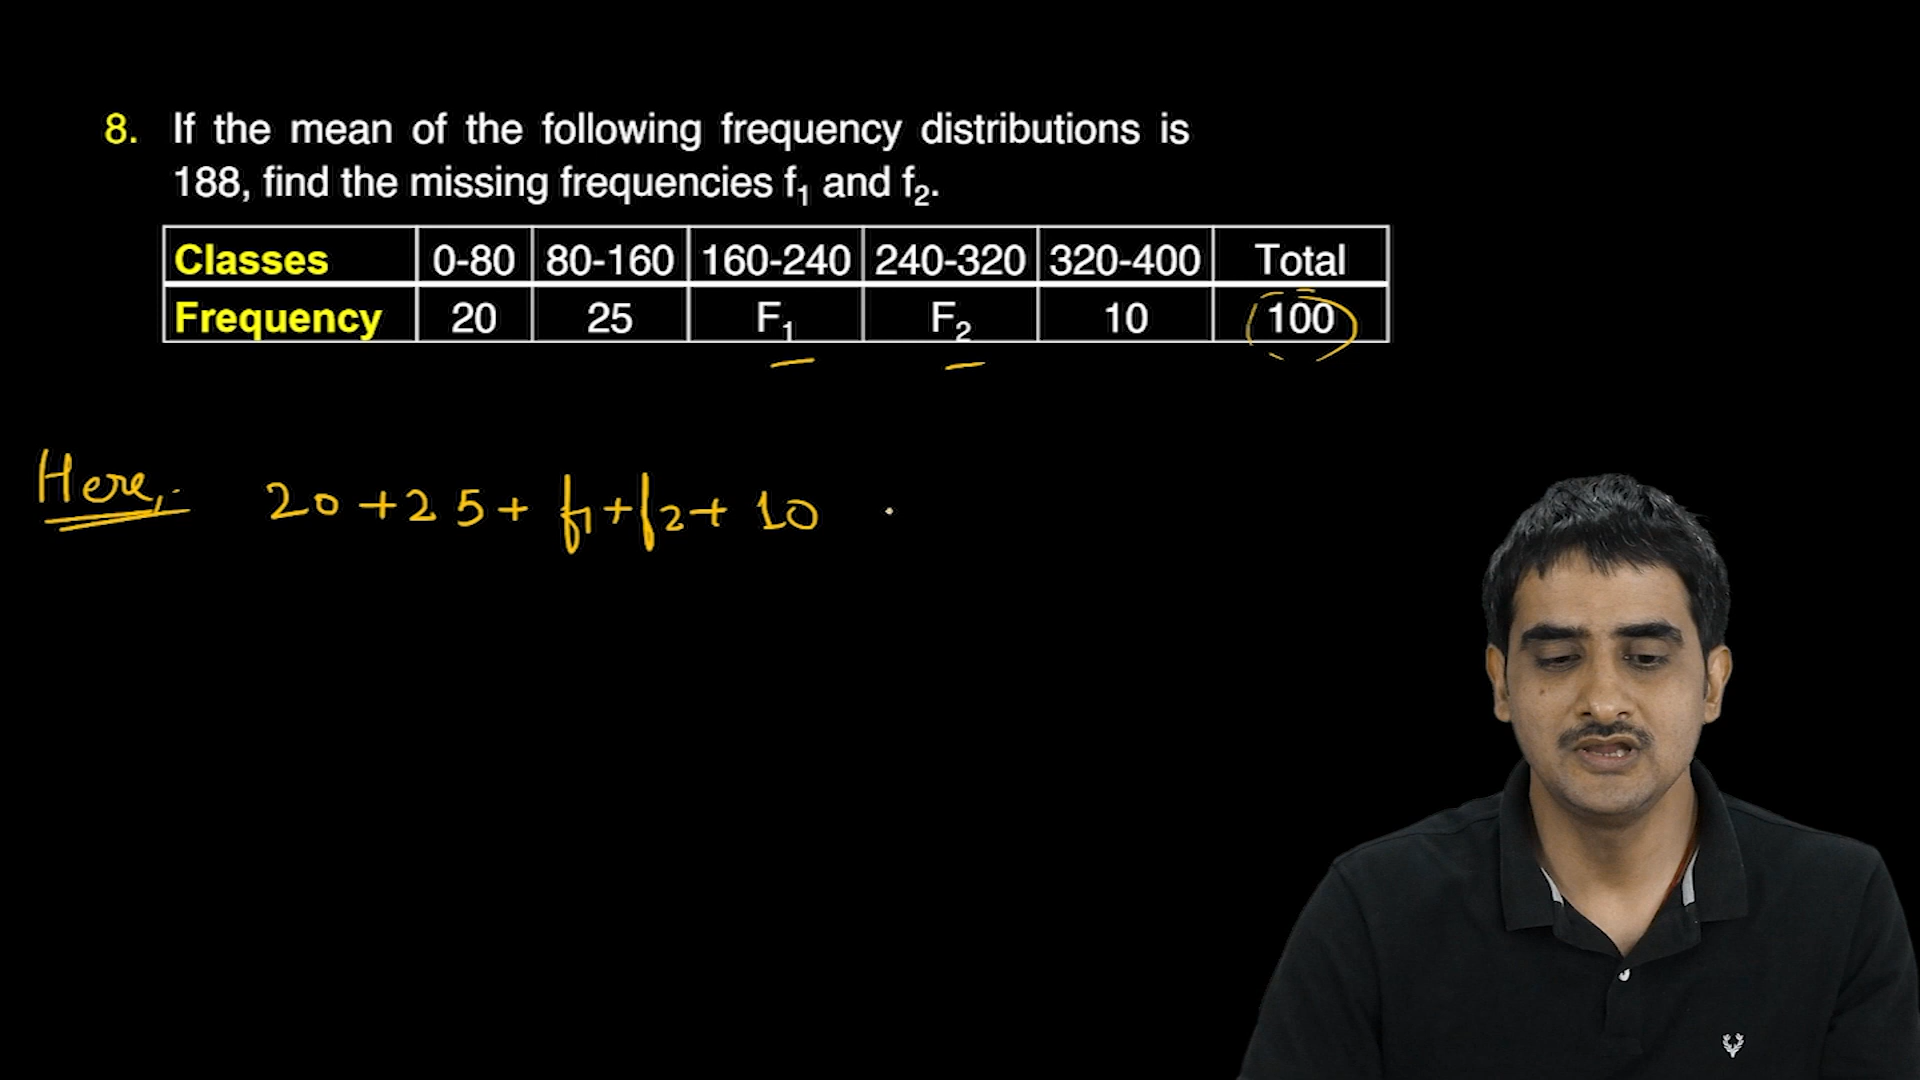 8. If the mean of the following frequency distributions is
188, find the missing frequencies f₁ and f₂.
Classes 0-80 80-160 160-240 240-320 320-400 Total
Frequency 20 25 F₁ F₂ 10 100
Here, 20 + 25 + f₁ + f₂ + 10